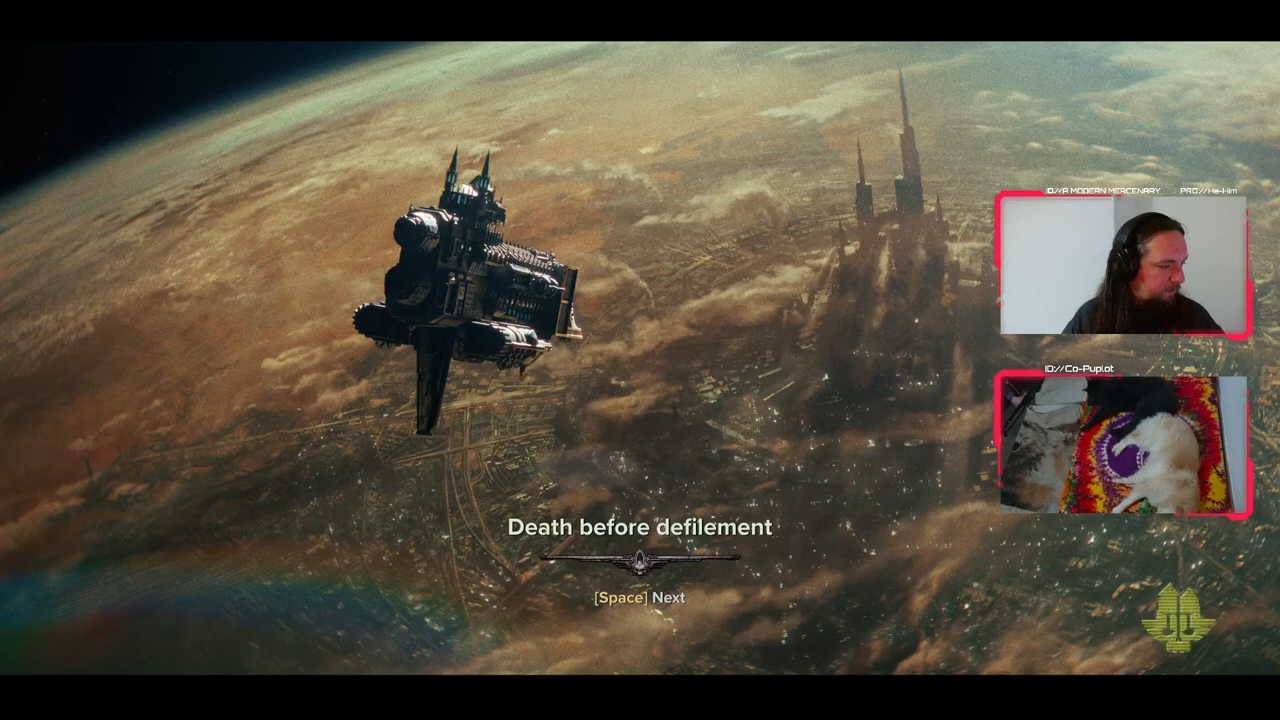 ID//A MODERN MERCENARY PRO//He-Him
ID//Co-Puplot
Death before defilement
[Space] Next